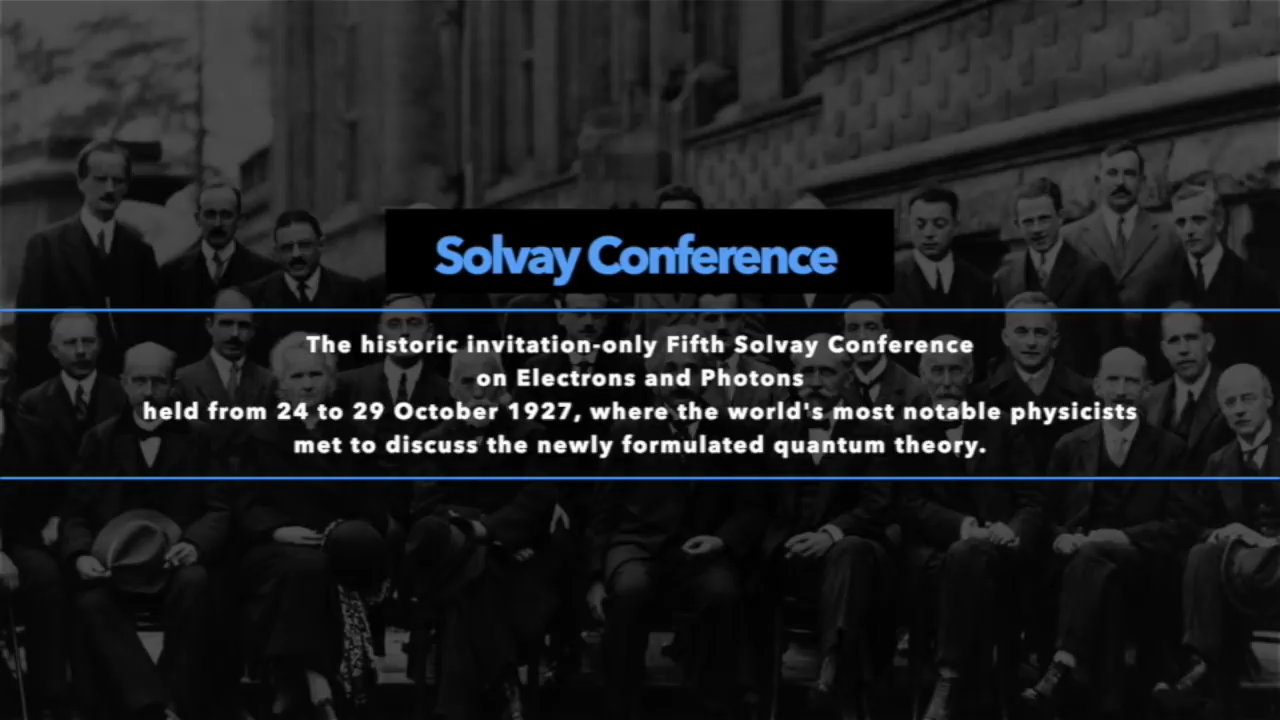 Solvay Conference
The historic invitation-only Fifth Solvay Conference
on Electrons and Photons
held from 24 to 29 October 1927, where the world's most notable physicists
met to discuss the newly formulated quantum theory.